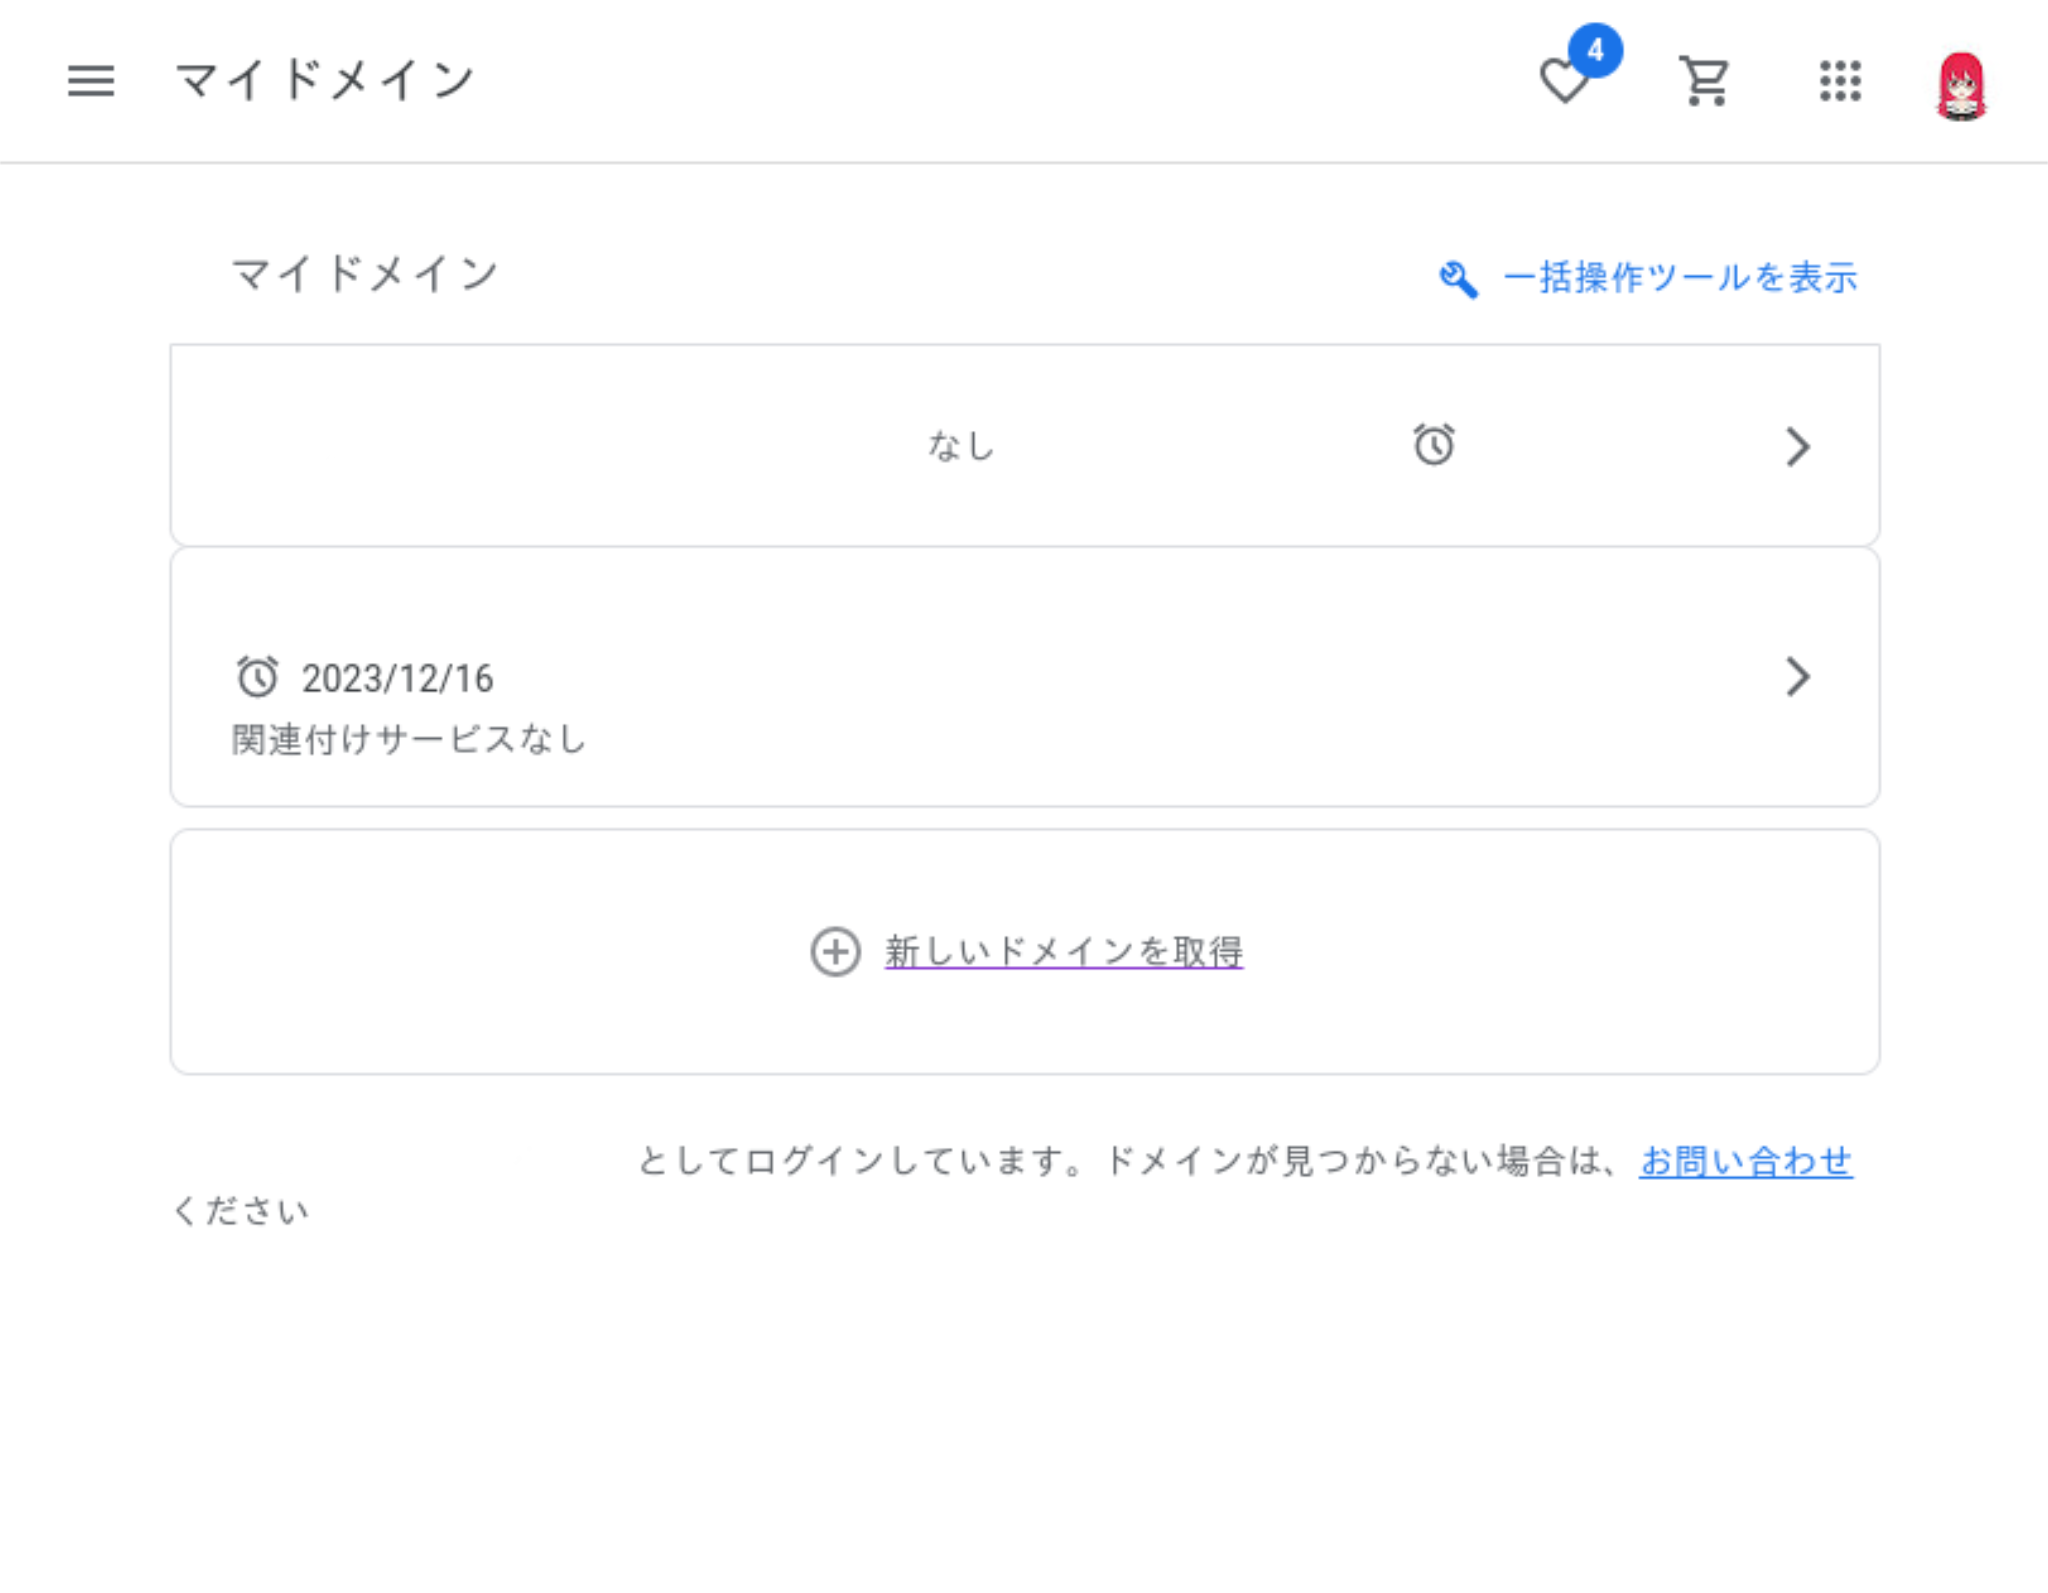 マイドメイン
4
マイドメイン
一括操作ツールを表示
なし
2023/12/16
関連付けサービスなし
新しいドメインを取得
としてログインしています。ドメインが見つからない場合は、お問い合わせ
ください